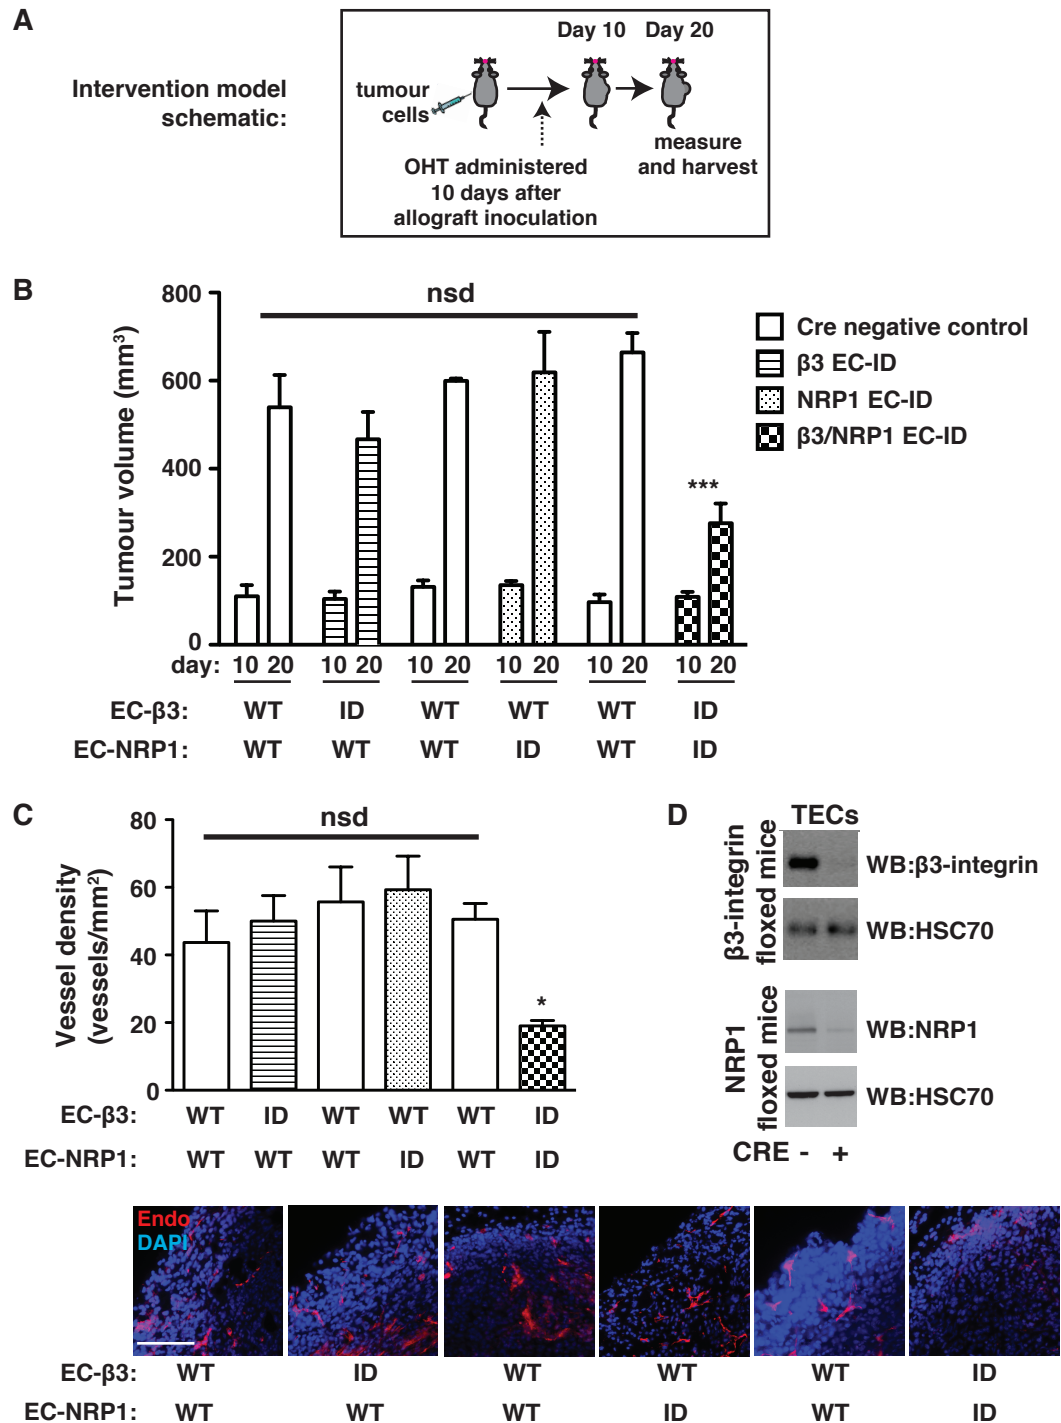 A
Intervention model
schematic:
Day 10 Day 20
tumour
cells
OHT administered
10 days after
allograft inoculation
measure
and harvest
B
nsd
Tumour volume (mm³)
800
600
400
200
0
***
Cre negative control
β3 EC-ID
NRP1 EC-ID
β3/NRP1 EC-ID
day: 10 20 10 20 10 20 10 20 10 20 10 20
EC-β3: WT ID WT WT WT ID
EC-NRP1: WT WT WT ID WT ID
C
nsd
Vessel density
(vessels/mm²)
80
60
40
20
0
*
EC-β3: WT ID WT WT WT ID
EC-NRP1: WT WT WT ID WT ID
D
TECs
β3-integrin
floxed mice
WB:β3-integrin
WB:HSC70
NRP1
floxed mice
WB:NRP1
WB:HSC70
CRE - +
Endo
DAPI
EC-β3: WT ID WT WT WT ID
EC-NRP1: WT WT WT ID WT ID